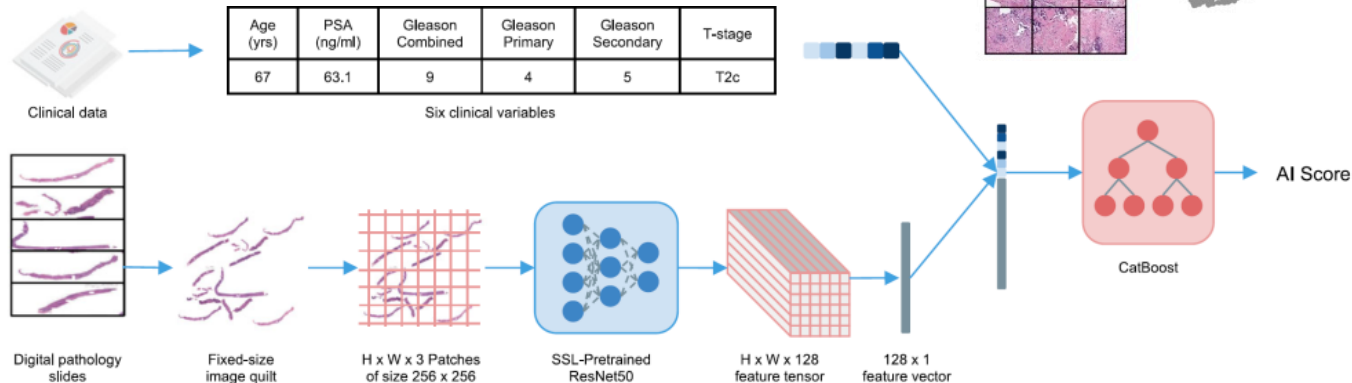 Age
(yrs)
PSA
(ng/ml)
Gleason
Combined
Gleason
Primary
Gleason
Secondary
T-stage
67
63.1
9
4
5
T2c
Clinical data
Six clinical variables
AI Score
CatBoost
Digital pathology
slides
Fixed-size
image quilt
H x W x 3 Patches
of size 256 x 256
SSL-Pretrained
ResNet50
H x W x 128
feature tensor
128 x 1
feature vector